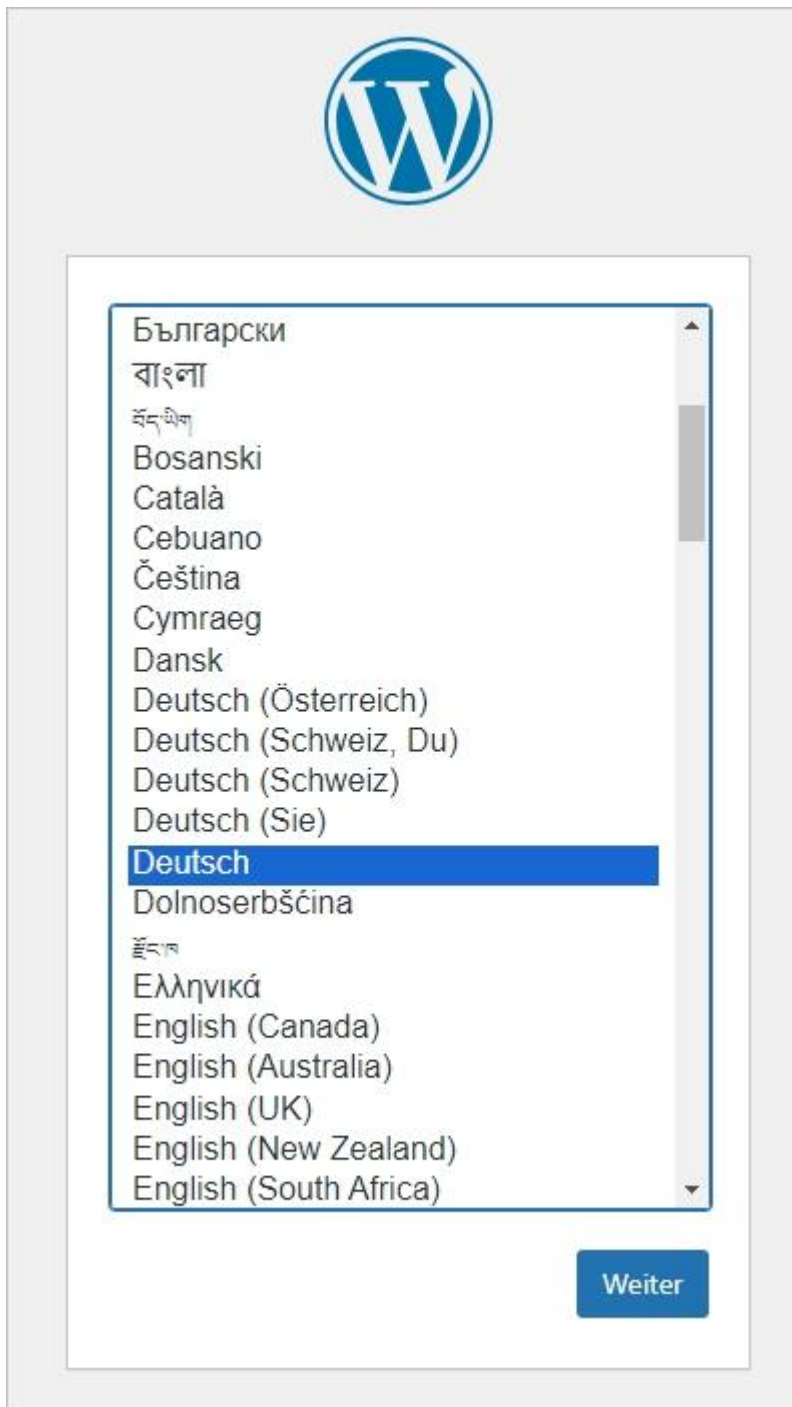 Български
বাংলা
བོད་ཡིག
Bosanski
Català
Cebuano
Čeština
Cymraeg
Dansk
Deutsch (Österreich)
Deutsch (Schweiz, Du)
Deutsch (Schweiz)
Deutsch (Sie)
Deutsch
Dolnoserbšćina
རྫོང་ཁ
Ελληνικά
English (Canada)
English (Australia)
English (UK)
English (New Zealand)
English (South Africa)
Weiter